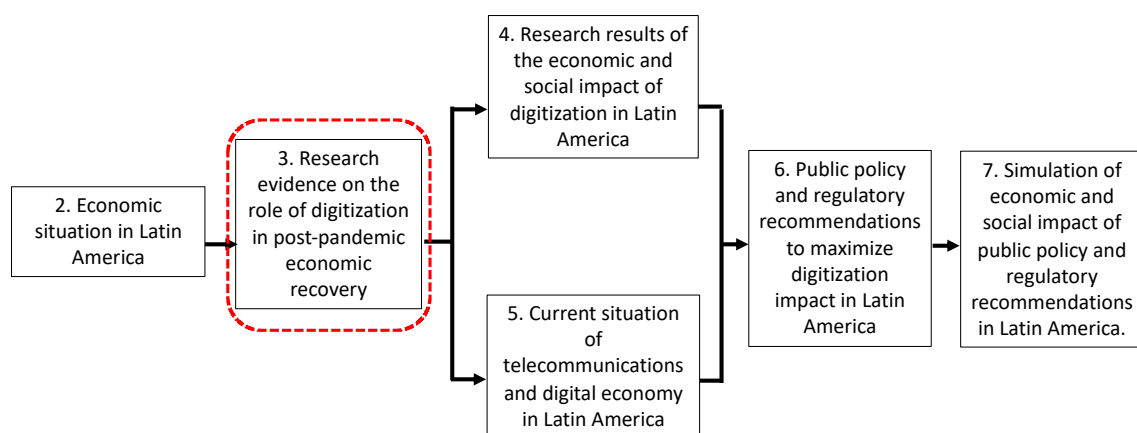 2. Economic
situation in Latin
America
3. Research
evidence on the
role of digitization
in post-pandemic
economic
recovery
4. Research results of
the economic and
social impact of
digitization in Latin
America
5. Current situation
of
telecommunications
and digital economy
in Latin America
6. Public policy
and regulatory
recommendations
to maximize
digitization
impact in Latin
America
7. Simulation of
economic and
social impact of
public policy and
regulatory
recommendations
in Latin America.